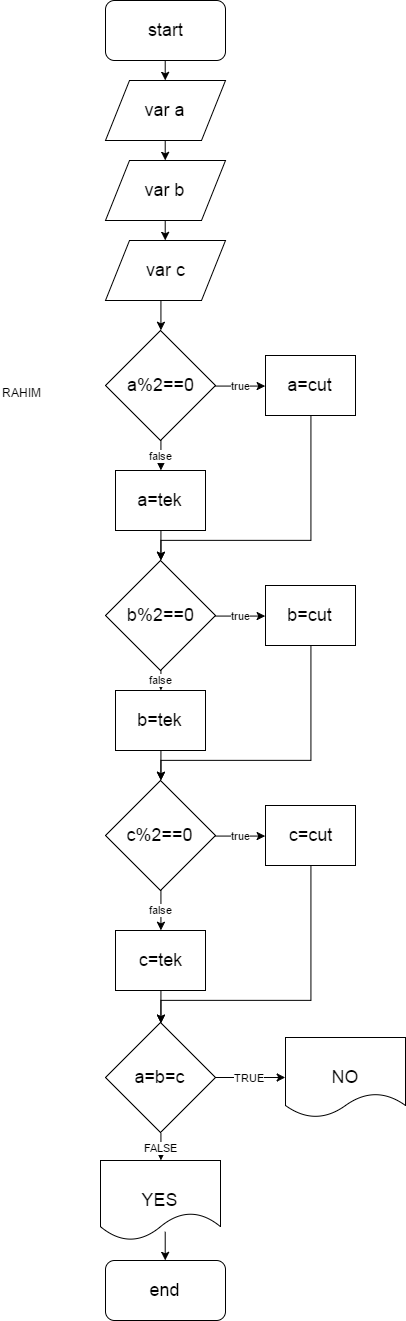 start
var a
var b
var c
a%2==0
true
a=cut
RAHIM
false
a=tek
b%2==0
true
b=cut
false
b=tek
c%2==0
true
c=cut
false
c=tek
a=b=c
TRUE
NO
FALSE
YES
end